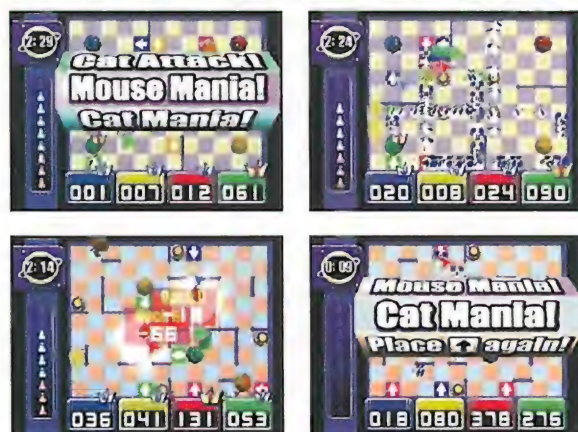 2:29
Cat Attack!
Mouse Mania!
Cat Mania!
001 007 012 061
2:24
020 008 024 090
2:14
-66
036 041 131 053
0:09
Mouse Mania!
Cat Mania!
Place ↑ again!
018 080 378 276